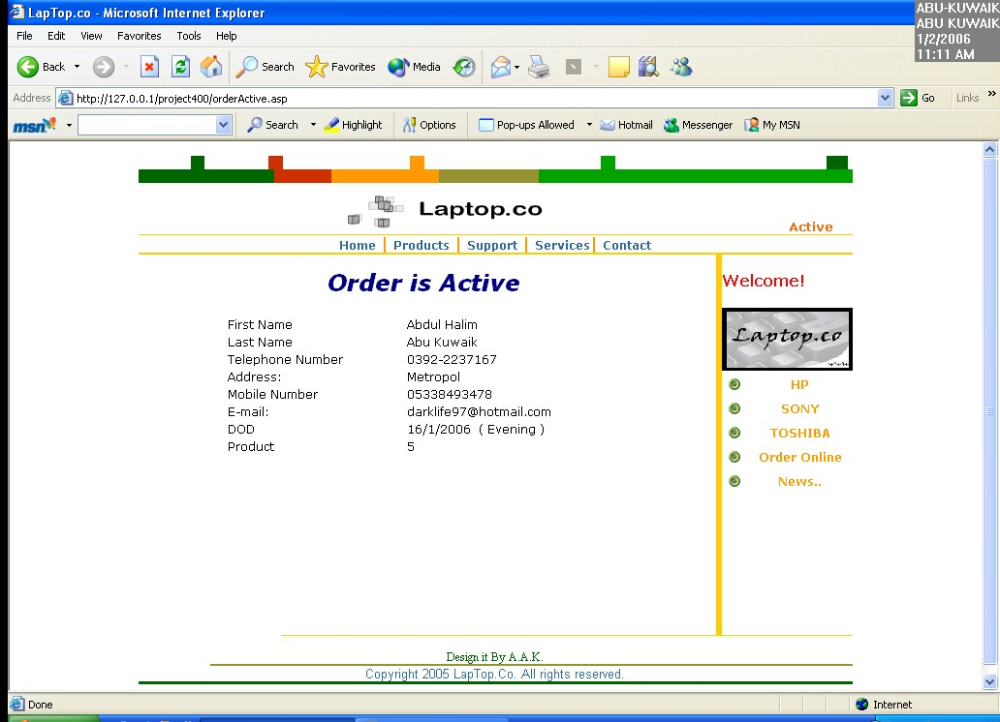 LapTop.co - Microsoft Internet Explorer
ABU-KUWAIK
ABU KUWAIK
1/2/2006
11:11 AM
File Edit View Favorites Tools Help
Back Search Favorites Media
Address http://127.0.0.1/project400/orderActive.asp Go Links »
msn Search Highlight Options Pop-ups Allowed Hotmail Messenger My MSN
Laptop.co
Active
Home Products Support Services Contact
Order is Active
First Name Abdul Halim
Last Name Abu Kuwaik
Telephone Number 0392-2237167
Address: Metropol
Mobile Number 05338493478
E-mail: darklife97@hotmail.com
DOD 16/1/2006 ( Evening )
Product 5
Welcome!
Laptop.co
HP
SONY
TOSHIBA
Order Online
News..
Design it By A.A.K.
Copyright 2005 LapTop.Co. All rights reserved.
Done Internet